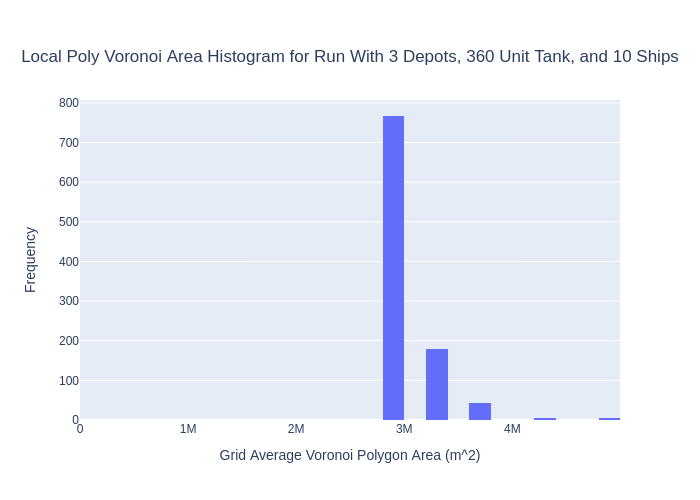 Local Poly Voronoi Area Histogram for Run With 3 Depots, 360 Unit Tank, and 10 Ships
800
700
600
500
400
300
200
100
0
Frequency
0 1M 2M 3M 4M
Grid Average Voronoi Polygon Area (m^2)